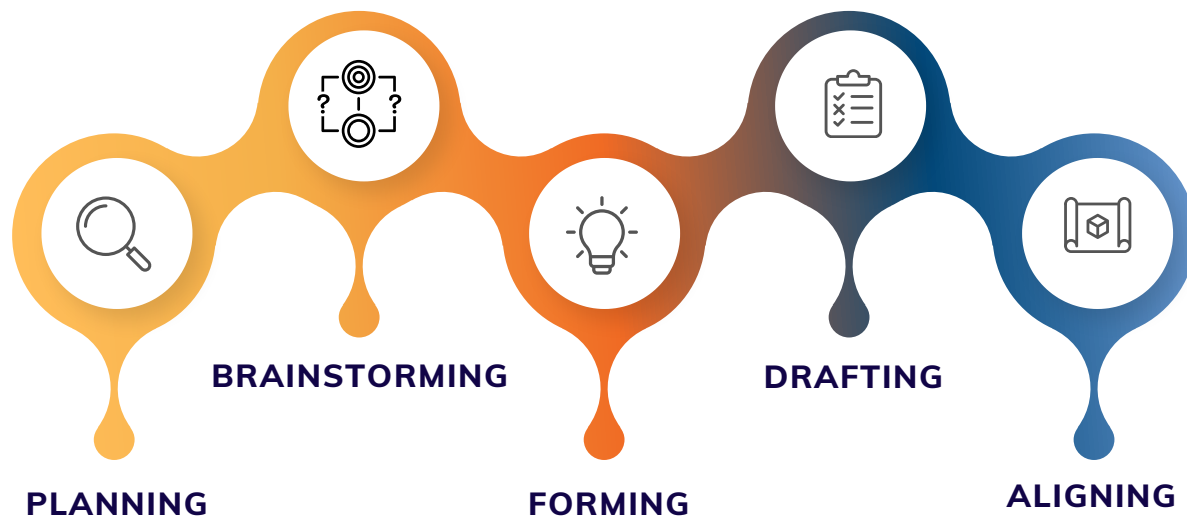 PLANNING
BRAINSTORMING
FORMING
DRAFTING
ALIGNING